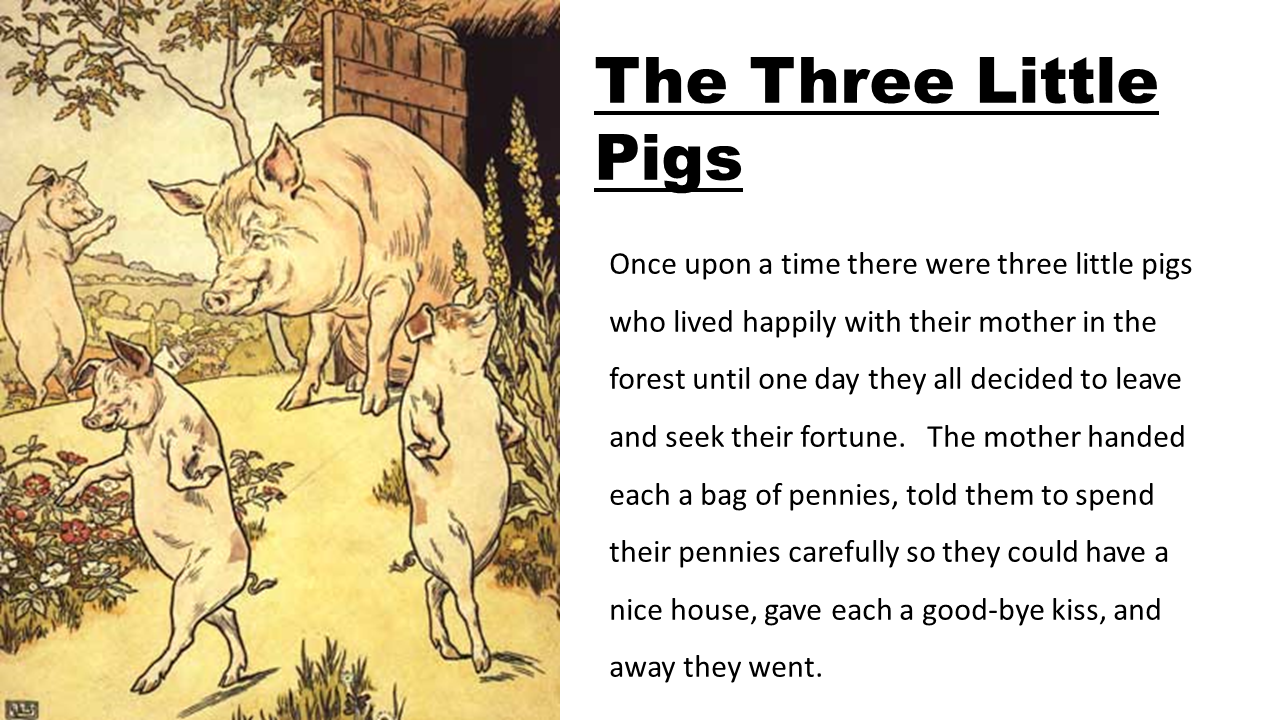 The Three Little
Pigs
Once upon a time there were three little pigs
who lived happily with their mother in the
forest until one day they all decided to leave
and seek their fortune.   The mother handed
each a bag of pennies, told them to spend
their pennies carefully so they could have a
nice house, gave each a good-bye kiss, and
away they went.